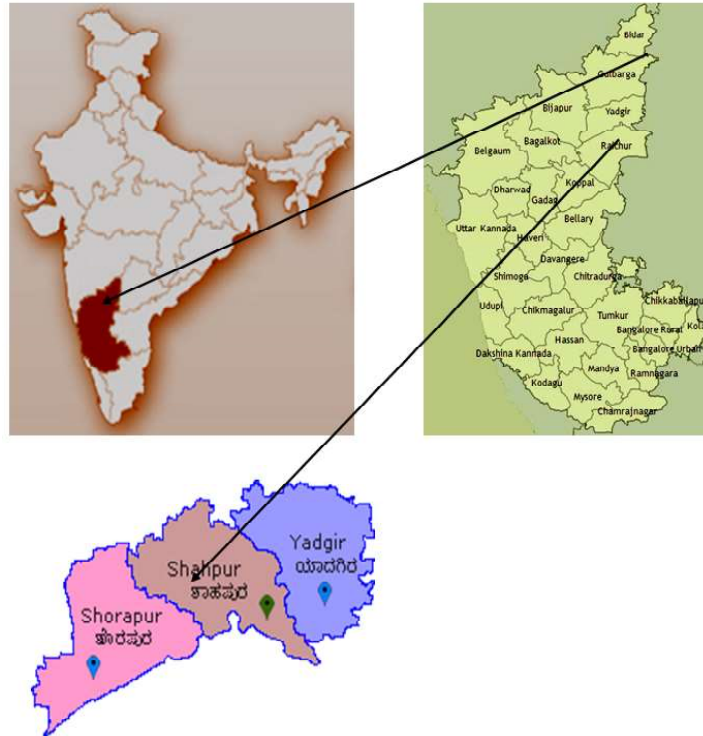 Bidar
Gulbarga
Bijapur
Yadgir
Belgaum
Bagalkot
Raichur
Dharwad
Koppal
Gadag
Bellary
Uttar Kannada
Haveri
Davangere
Shimoga
Chitradurga
Udupi
Chikmagalur
Tumkur
Bangalore Rural
Hassan
Bangalore Urban
Dakshina Kannada
Mandya
Ramnagara
Kodagu
Mysore
Chamrajnagar
Yadgir
ಯಾದಗಿರ
Shahpur
ಶಾಹಪುರ
Shorapur
ಶೊರಪುರ